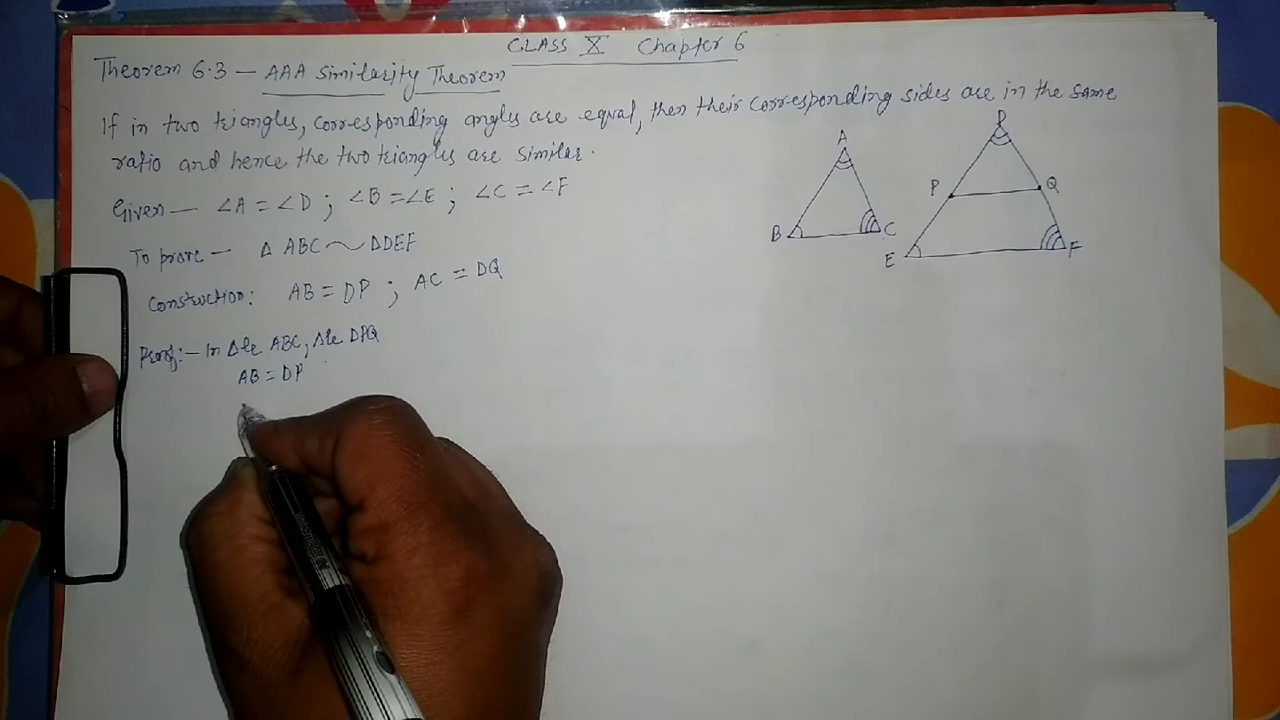 CLASS X Chapter 6
Theorem 6.3 — AAA Similarity Theorem
If in two triangles, corresponding angles are equal, then their corresponding sides are in the same
ratio and hence the two triangles are similar.
Given — ∠A = ∠D ; ∠B = ∠E ; ∠C = ∠F
To prove — Δ ABC ~ ΔDEF
Construction: AB = DP ; AC = DQ
Proof:- In Δle ABC, Δle DPQ
AB = DP
A
B
C
D
P
Q
E
F